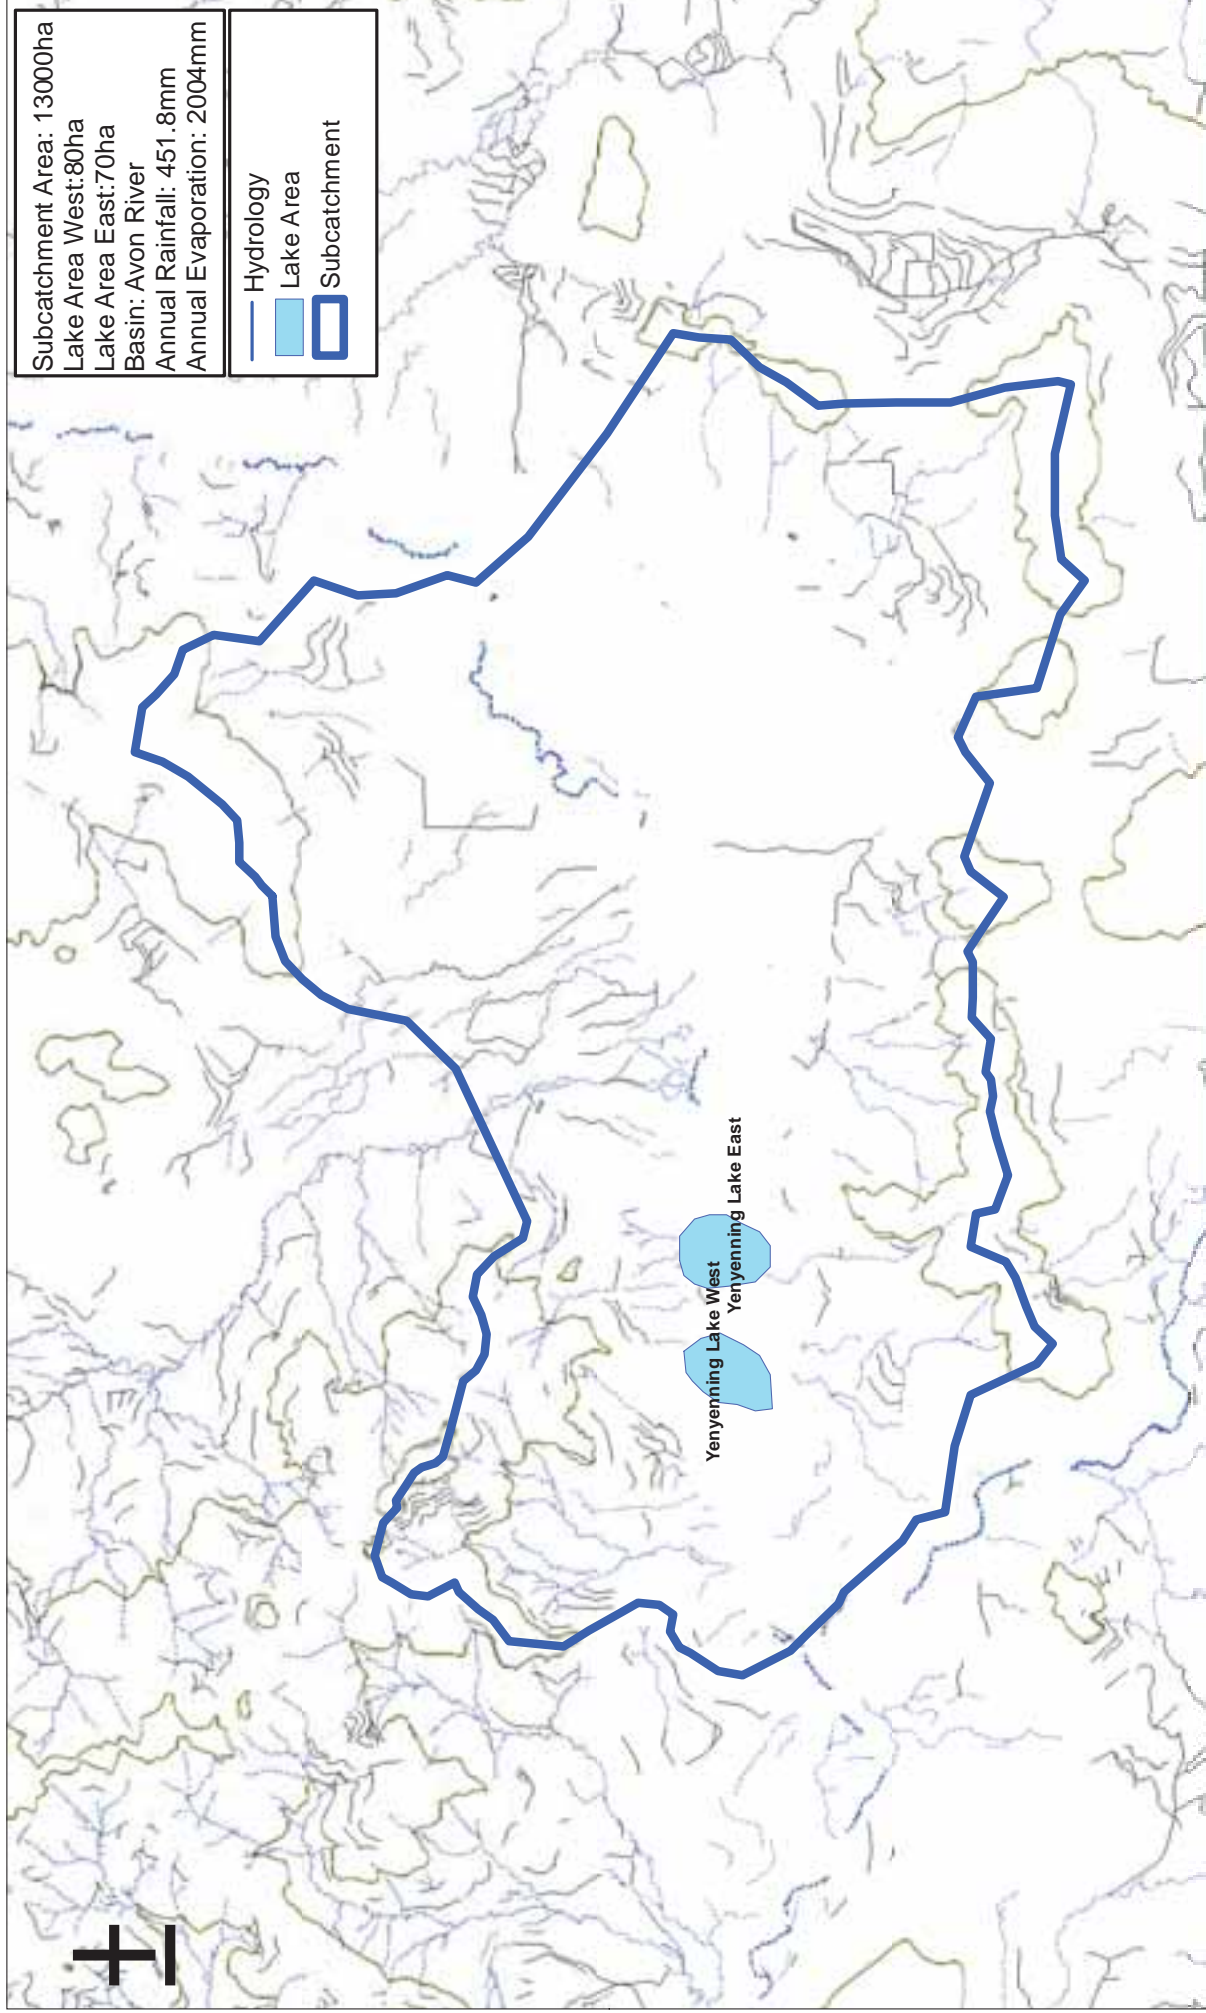 Subcatchment Area: 13000ha
Lake Area West:80ha
Lake Area East:70ha
Basin: Avon River
Annual Rainfall: 451.8mm
Annual Evaporation: 2004mm
Hydrology
Lake Area
Subcatchment
Yenyenning Lake West
Yenyenning Lake East